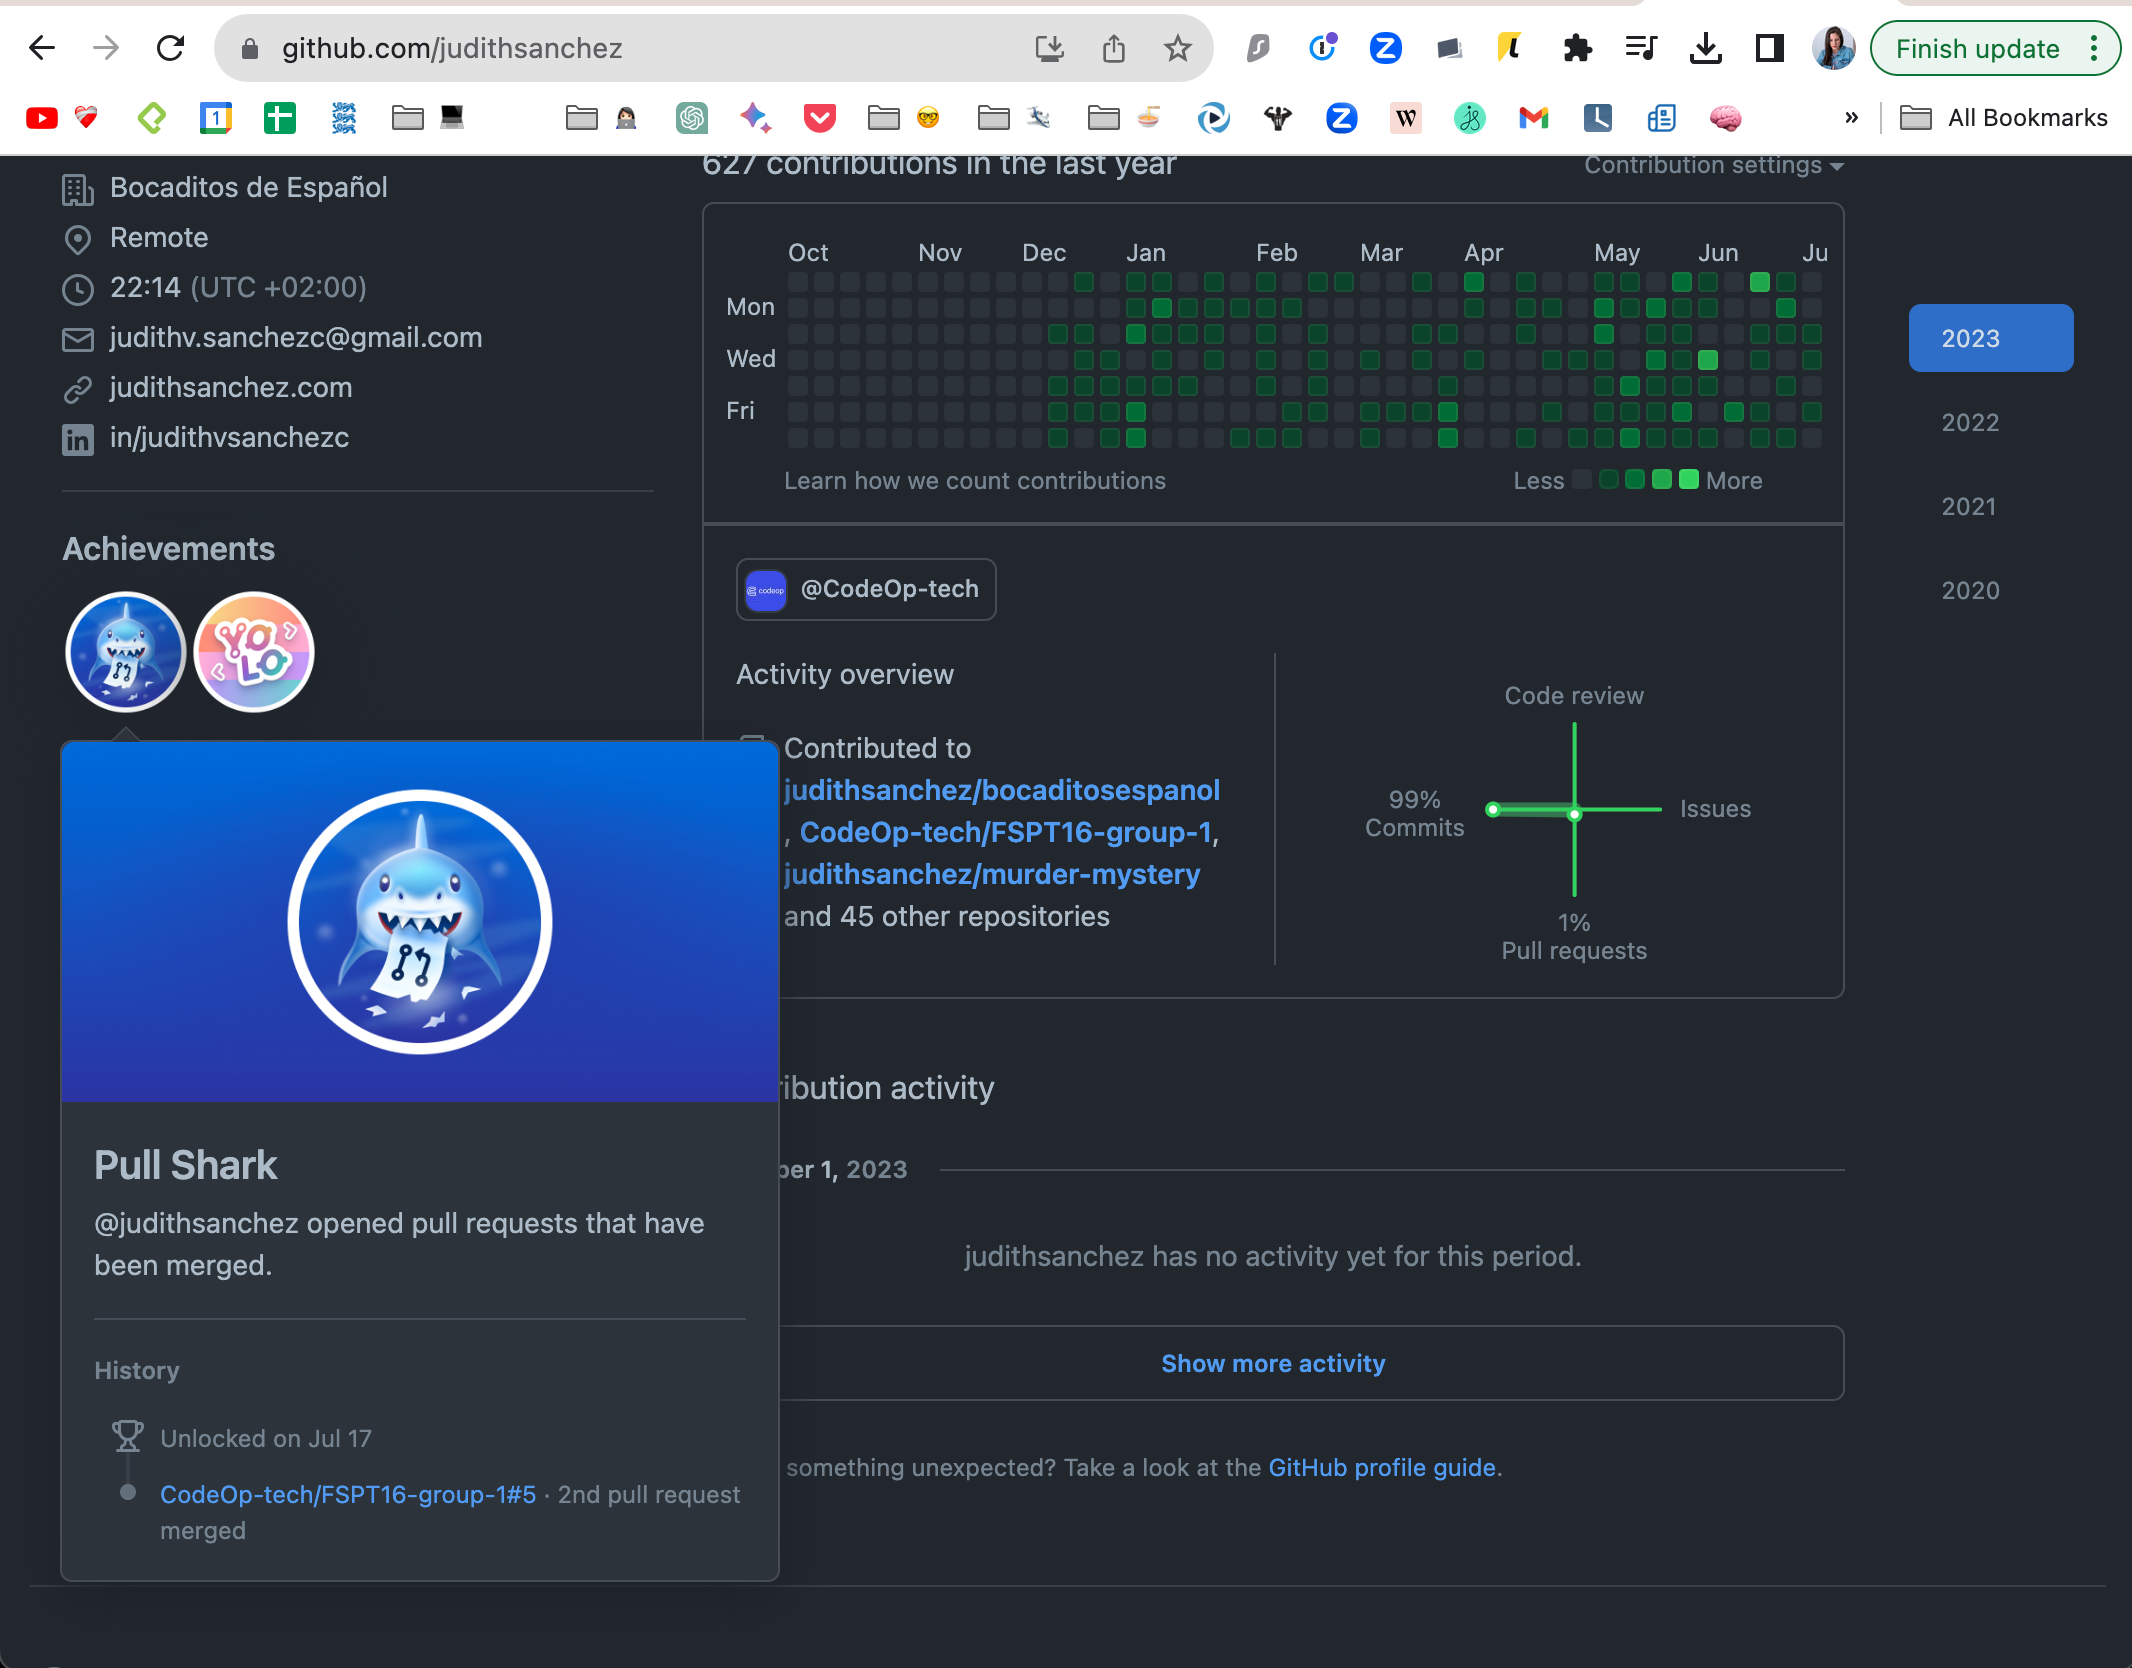 github.com/judithsanchez
Finish update
All Bookmarks
Bocaditos de Español
Remote
22:14 (UTC +02:00)
judithv.sanchezc@gmail.com
judithsanchez.com
in/judithvsanchezc
Achievements
YOLO
Pull Shark
@judithsanchez opened pull requests that have
been merged.
History
Unlocked on Jul 17
CodeOp-tech/FSPT16-group-1#5 · 2nd pull request
merged
627 contributions in the last year
Contribution settings
Oct Nov Dec Jan Feb Mar Apr May Jun Ju
Mon
Wed
Fri
Learn how we count contributions
Less More
codeop
@CodeOp-tech
Activity overview
Contributed to
judithsanchez/bocaditosespanol
, CodeOp-tech/FSPT16-group-1,
judithsanchez/murder-mystery
and 45 other repositories
Code review
99%
Commits
Issues
1%
Pull requests
ribution activity
ber 1, 2023
judithsanchez has no activity yet for this period.
Show more activity
something unexpected? Take a look at the GitHub profile guide.
2023
2022
2021
2020